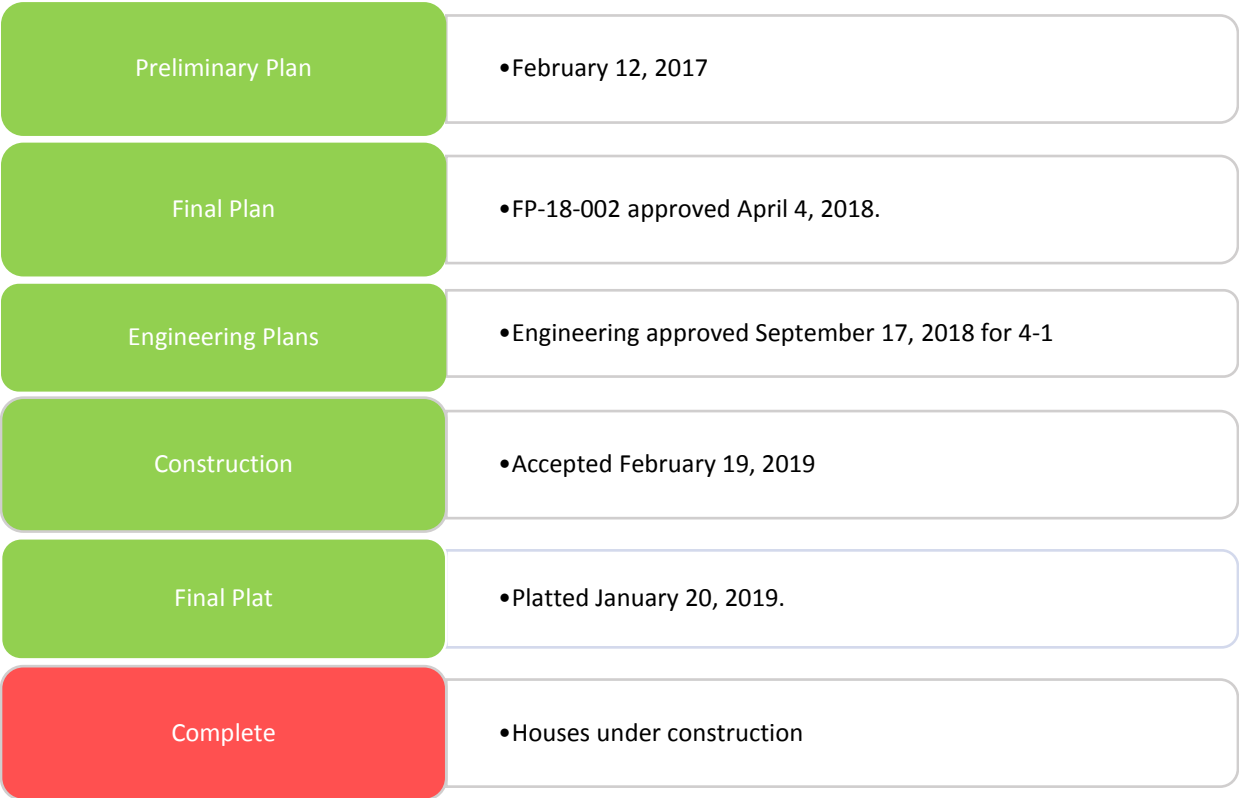 Preliminary Plan
•February 12, 2017
Final Plan
•FP-18-002 approved April 4, 2018.
Engineering Plans
•Engineering approved September 17, 2018 for 4-1
Construction
•Accepted February 19, 2019
Final Plat
•Platted January 20, 2019.
Complete
•Houses under construction